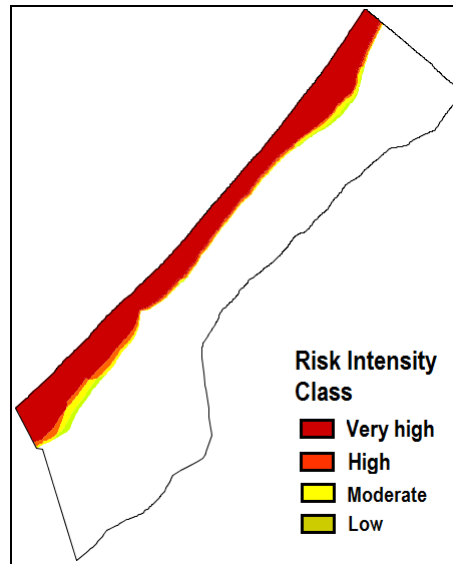 Risk Intensity
Class
Very high
High
Moderate
Low